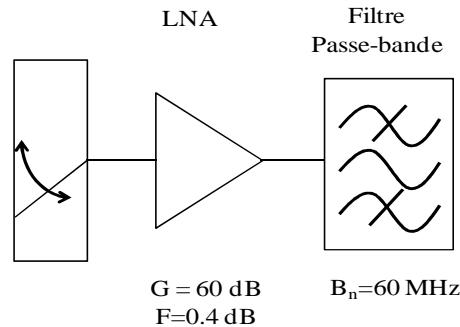 LNA
Filtre
Passe-bande
G = 60 dB
F=0.4 dB
Bn=60 MHz